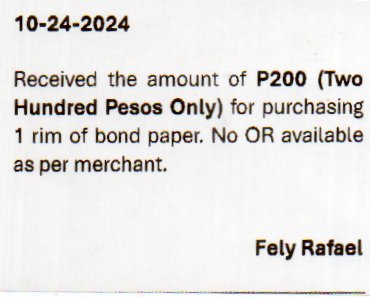 10-24-2024
Received the amount of P200 (Two
Hundred Pesos Only) for purchasing
1 rim of bond paper. No OR available
as per merchant.
Fely Rafael